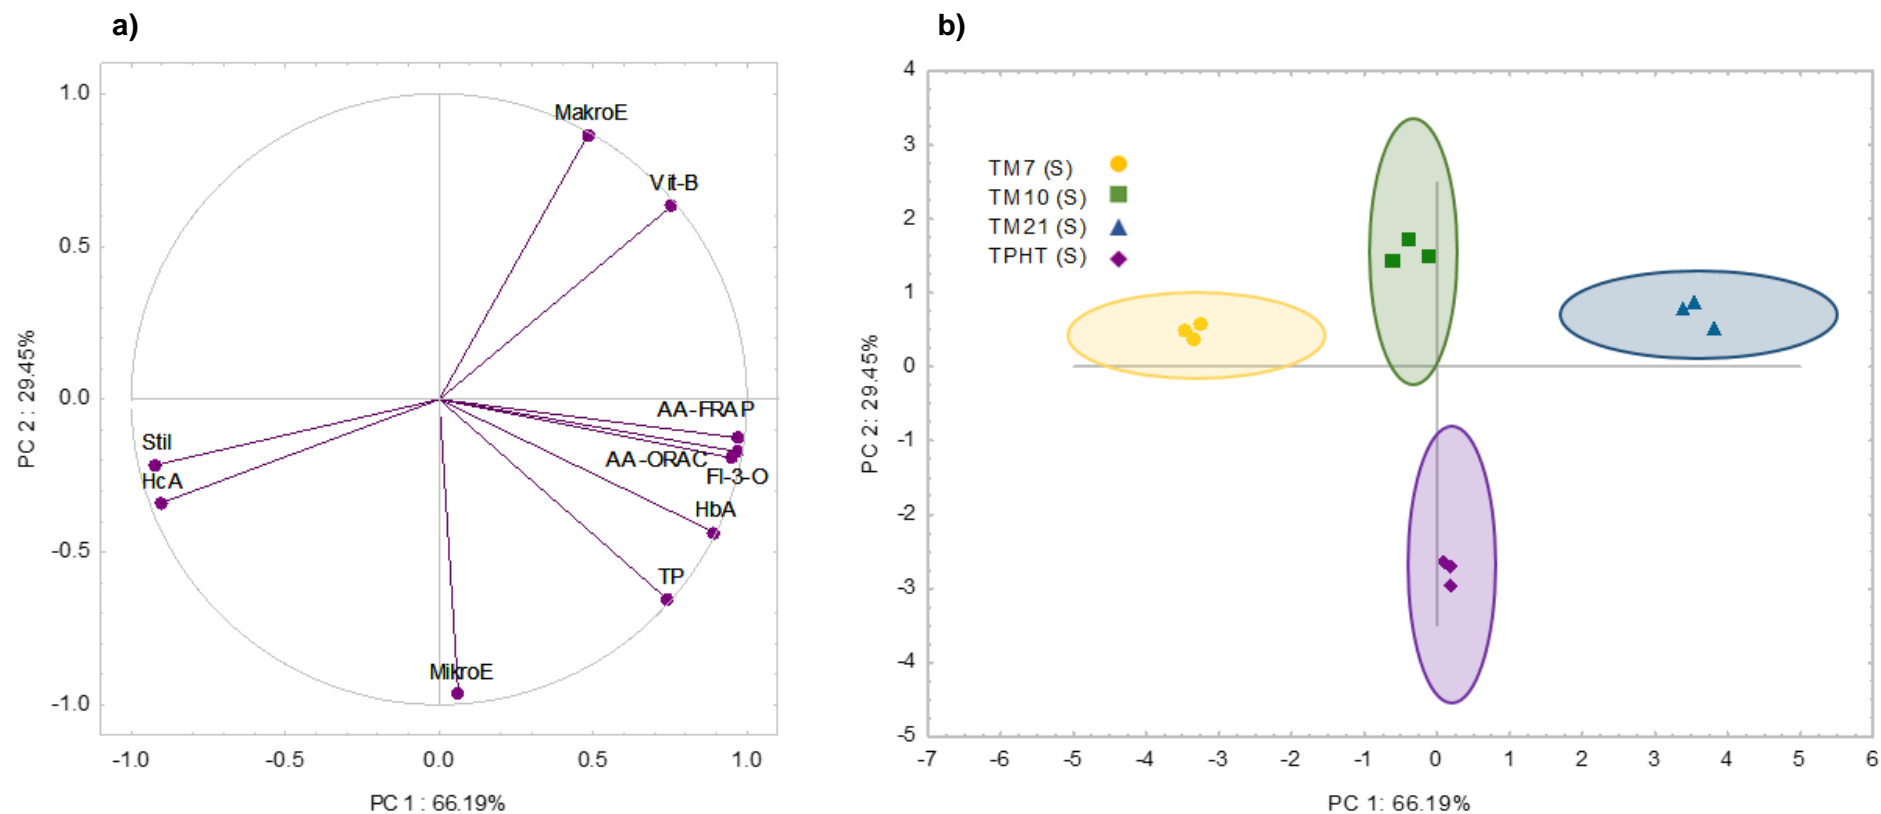 a)
1.0
0.5
0.0
-0.5
-1.0
-1.0
-0.5
0.0
0.5
1.0
PC 2 : 29.45%
PC 1 : 66.19%
MakroE
Vit-B
AA-FRAP
AA-ORAC
Fl-3-O
HbA
TP
MikroE
Stil
HcA
b)
4
3
2
1
0
-1
-2
-3
-4
-5
-7
-6
-5
-4
-3
-2
-1
0
1
2
3
4
5
6
PC 2: 29.45%
PC 1: 66.19%
TM7 (S)
TM10 (S)
TM21 (S)
TPHT (S)